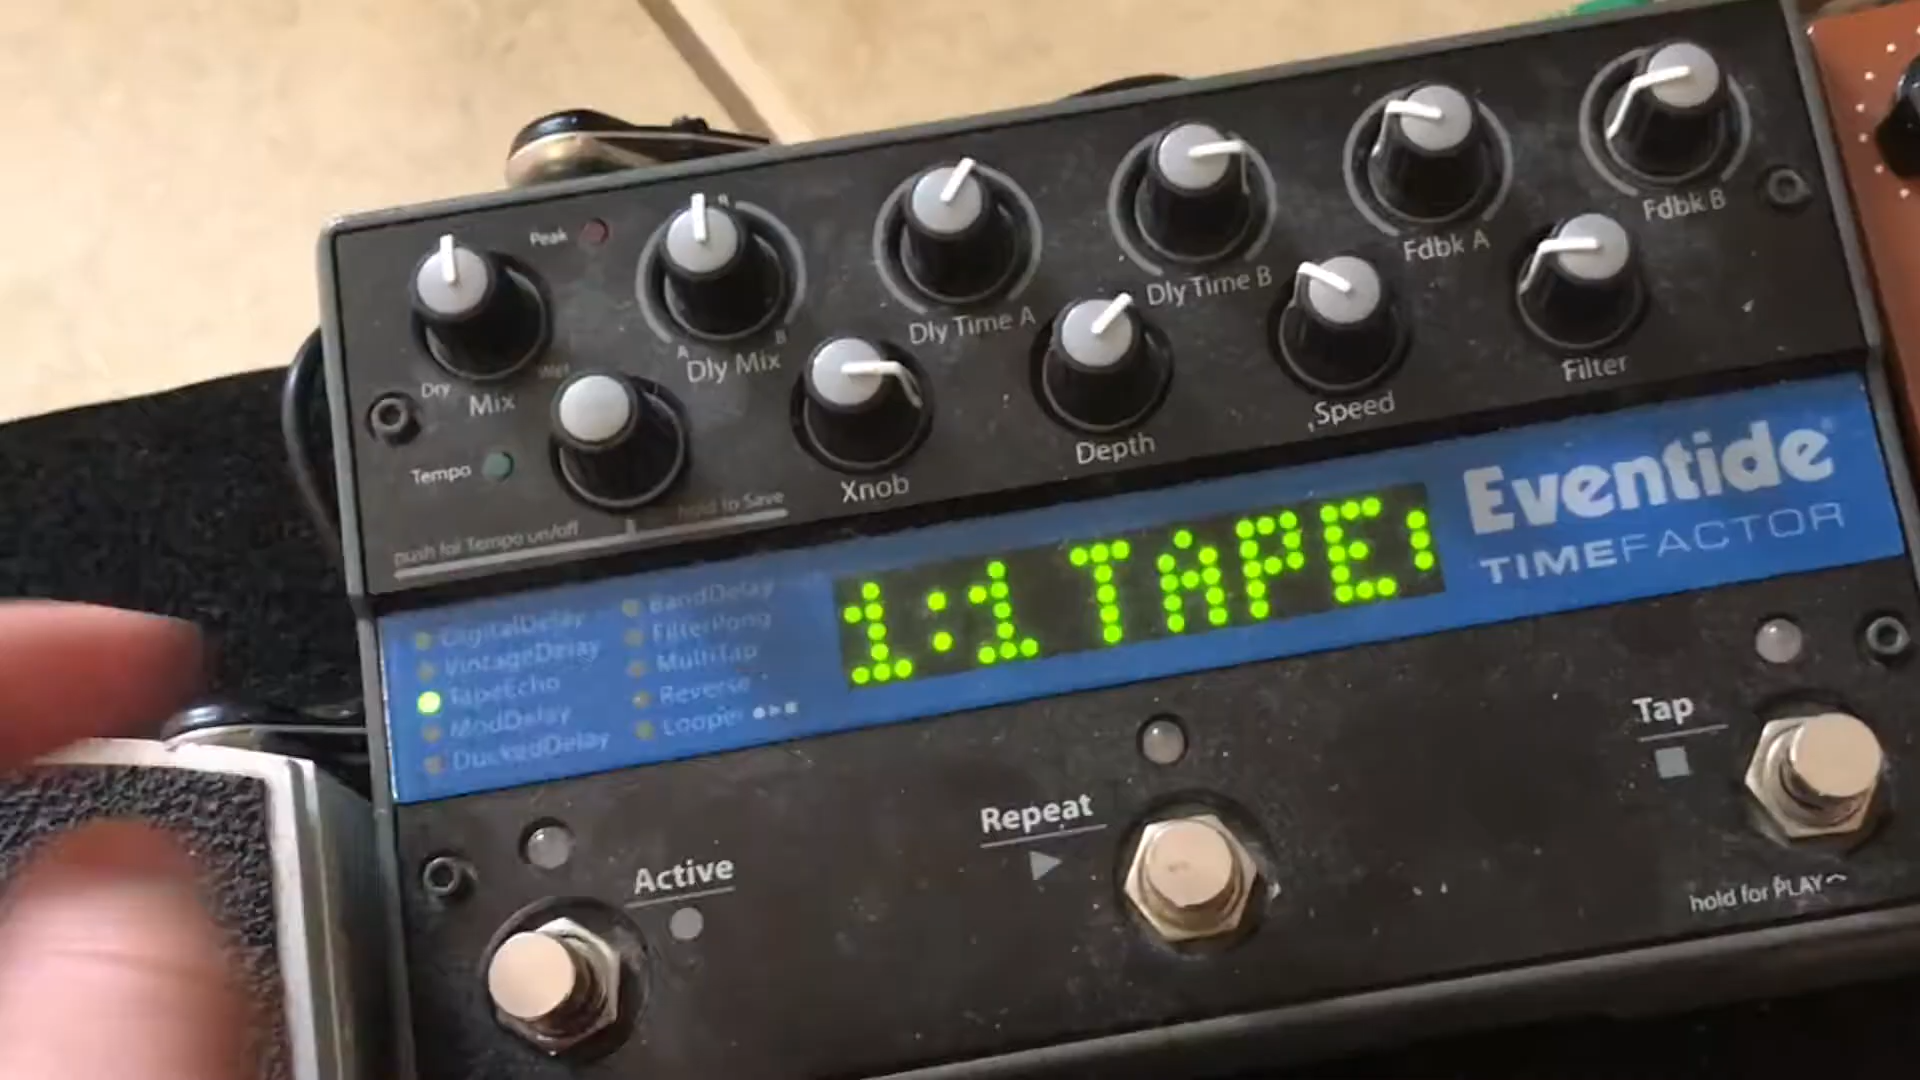 Peak
Dry
Wet
Mix
A
B
Dly Mix
Dly Time A
Dly Time B
Fdbk A
Fdbk B
Tempo
Xnob
Depth
Speed
Filter
push for Tempo on/off
hold to Save
DigitalDelay
VintageDelay
TapeEcho
ModDelay
DuckedDelay
BandDelay
FilterPong
MultiTap
Reverse
Looper
1:1 TAPE
Eventide®
TIMEFACTOR
Active
Repeat
Tap
hold for PLAY